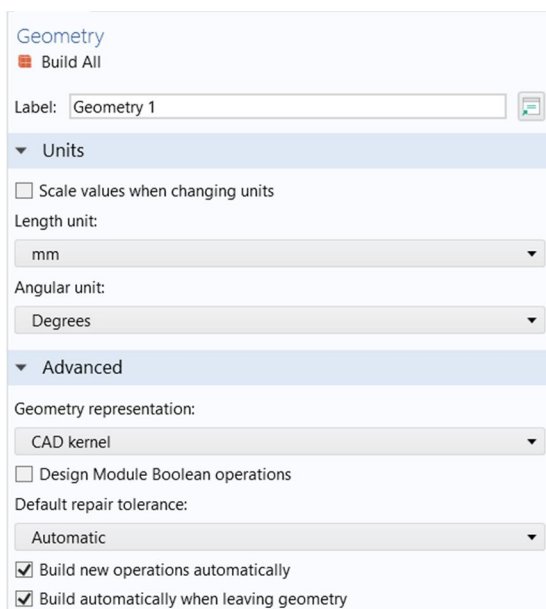 Geometry
Build All
Label: Geometry 1
Units
Scale values when changing units
Length unit:
mm
Angular unit:
Degrees
Advanced
Geometry representation:
CAD kernel
Design Module Boolean operations
Default repair tolerance:
Automatic
Build new operations automatically
Build automatically when leaving geometry